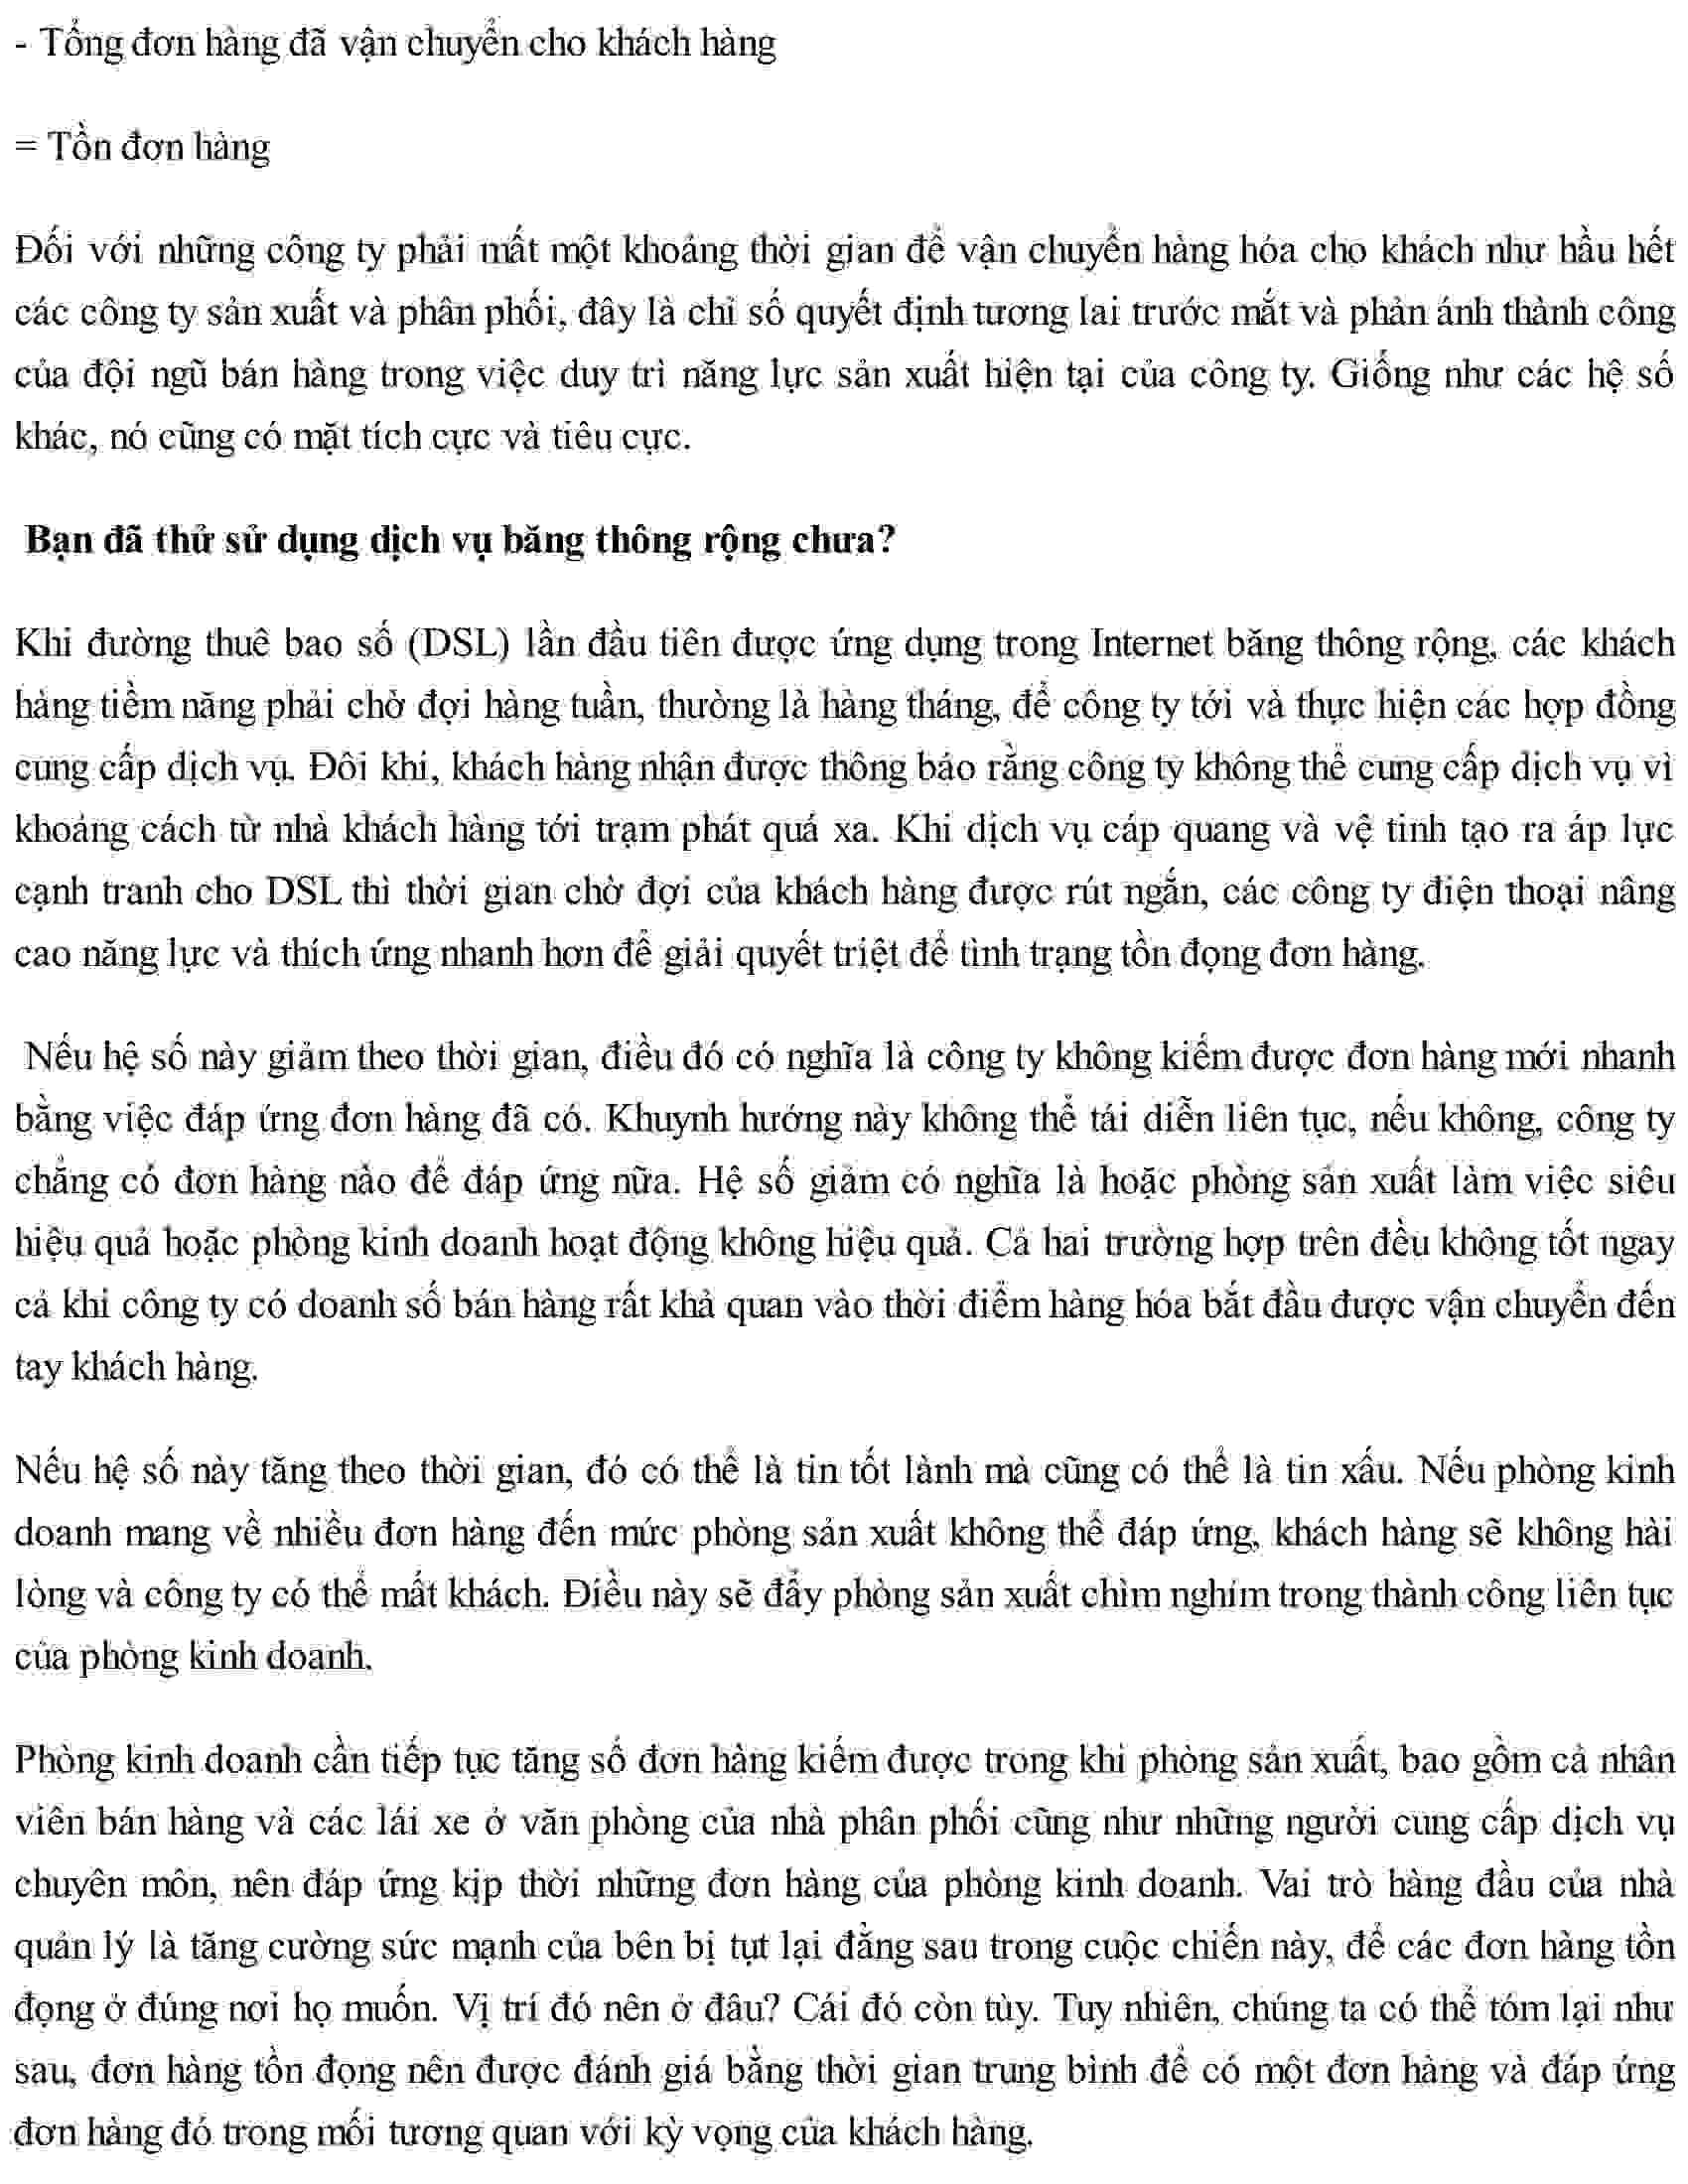 - Tổng đơn hàng đã vận chuyển cho khách hàng
= Tồn đơn hàng
Đối với những công ty phải mất một khoảng thời gian để vận chuyển hàng hóa cho khách như hầu hết
các công ty sản xuất và phân phối, đây là chỉ số quyết định tương lai trước mắt và phản ánh thành công
của đội ngũ bán hàng trong việc duy trì năng lực sản xuất hiện tại của công ty. Giống như các hệ số
khác, nó cũng có mặt tích cực và tiêu cực.
Bạn đã thử sử dụng dịch vụ băng thông rộng chưa?
Khi đường thuê bao số (DSL) lần đầu tiên được ứng dụng trong Internet băng thông rộng, các khách
hàng tiềm năng phải chờ đợi hàng tuần, thường là hàng tháng, để công ty tới và thực hiện các hợp đồng
cung cấp dịch vụ. Đôi khi, khách hàng nhận được thông báo rằng công ty không thể cung cấp dịch vụ vì
khoảng cách từ nhà khách hàng tới trạm phát quá xa. Khi dịch vụ cáp quang và vệ tinh tạo ra áp lực
cạnh tranh cho DSL thì thời gian chờ đợi của khách hàng được rút ngắn, các công ty điện thoại nâng
cao năng lực và thích ứng nhanh hơn để giải quyết triệt để tình trạng tồn đọng đơn hàng.
Nếu hệ số này giảm theo thời gian, điều đó có nghĩa là công ty không kiếm được đơn hàng mới nhanh
bằng việc đáp ứng đơn hàng đã có. Khuynh hướng này không thể tái diễn liên tục, nếu không, công ty
chẳng có đơn hàng nào để đáp ứng nữa. Hệ số giảm có nghĩa là hoặc phòng sản xuất làm việc siêu
hiệu quả hoặc phòng kinh doanh hoạt động không hiệu quả. Cả hai trường hợp trên đều không tốt ngay
cả khi công ty có doanh số bán hàng rất khả quan vào thời điểm hàng hóa bắt đầu được vận chuyển đến
tay khách hàng.
Nếu hệ số này tăng theo thời gian, đó có thể là tin tốt lành mà cũng có thể là tin xấu. Nếu phòng kinh
doanh mang về nhiều đơn hàng đến mức phòng sản xuất không thể đáp ứng, khách hàng sẽ không hài
lòng và công ty có thể mất khách. Điều này sẽ đẩy phòng sản xuất chìm nghỉm trong thành công liên tục
của phòng kinh doanh.
Phòng kinh doanh cần tiếp tục tăng số đơn hàng kiếm được trong khi phòng sản xuất, bao gồm cả nhân
viên bán hàng và các lái xe ở văn phòng của nhà phân phối cũng như những người cung cấp dịch vụ
chuyên môn, nên đáp ứng kịp thời những đơn hàng của phòng kinh doanh. Vai trò hàng đầu của nhà
quản lý là tăng cường sức mạnh của bên bị tụt lại đằng sau trong cuộc chiến này, để các đơn hàng tồn
đọng ở đúng nơi họ muốn. Vị trí đó nên ở đâu? Cái đó còn tùy. Tuy nhiên, chúng ta có thể tóm lại như
sau, đơn hàng tồn đọng nên được đánh giá bằng thời gian trung bình để có một đơn hàng và đáp ứng
đơn hàng đó trong mối tương quan với kỳ vọng của khách hàng.